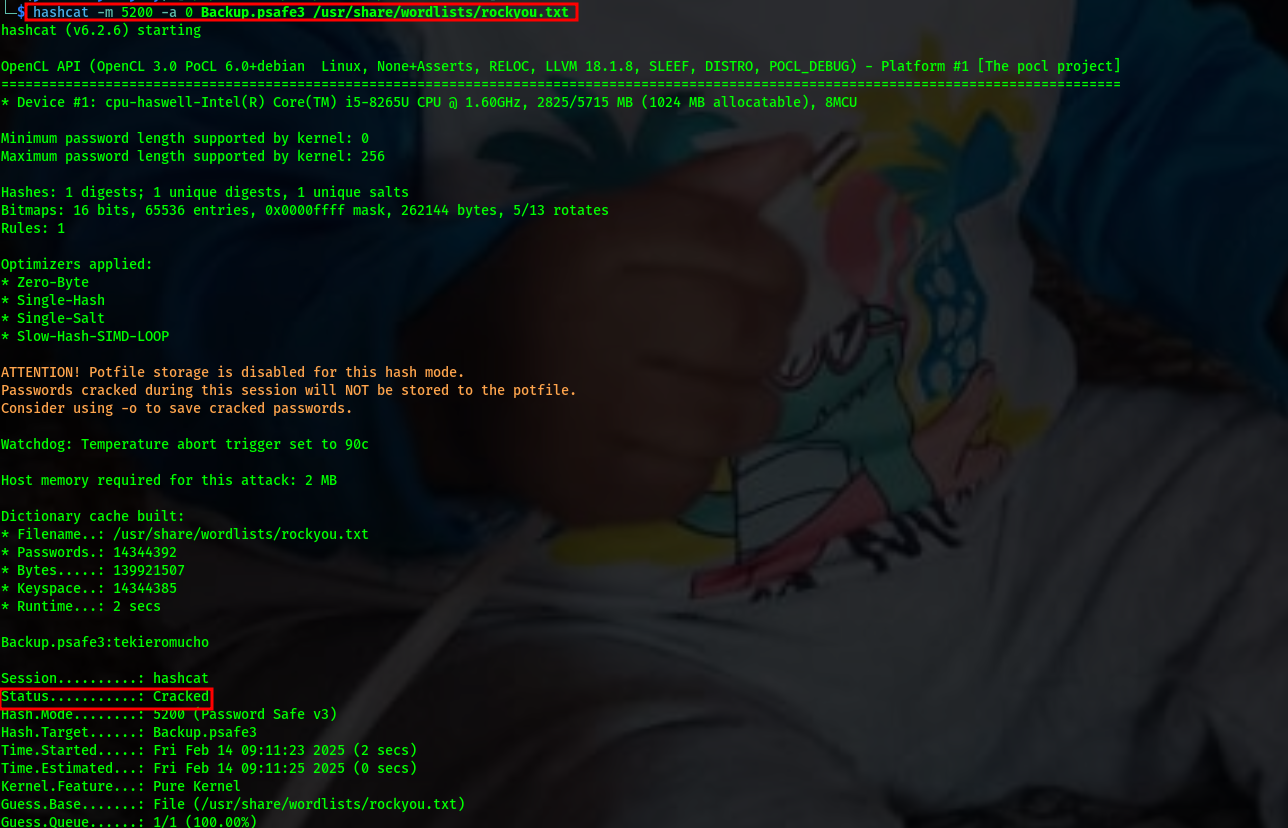 └─$ hashcat -m 5200 -a 0 Backup.psafe3 /usr/share/wordlists/rockyou.txt
hashcat (v6.2.6) starting
OpenCL API (OpenCL 3.0 PoCL 6.0+debian  Linux, None+Asserts, RELOC, LLVM 18.1.8, SLEEF, DISTRO, POCL_DEBUG) - Platform #1 [The pocl project]
============================================================================================================================================
* Device #1: cpu-haswell-Intel(R) Core(TM) i5-8265U CPU @ 1.60GHz, 2825/5715 MB (1024 MB allocatable), 8MCU
Minimum password length supported by kernel: 0
Maximum password length supported by kernel: 256
Hashes: 1 digests; 1 unique digests, 1 unique salts
Bitmaps: 16 bits, 65536 entries, 0x0000ffff mask, 262144 bytes, 5/13 rotates
Rules: 1
Optimizers applied:
* Zero-Byte
* Single-Hash
* Single-Salt
* Slow-Hash-SIMD-LOOP
ATTENTION! Potfile storage is disabled for this hash mode.
Passwords cracked during this session will NOT be stored to the potfile.
Consider using -o to save cracked passwords.
Watchdog: Temperature abort trigger set to 90c
Host memory required for this attack: 2 MB
Dictionary cache built:
* Filename..: /usr/share/wordlists/rockyou.txt
* Passwords.: 14344392
* Bytes.....: 139921507
* Keyspace..: 14344385
* Runtime...: 2 secs
Backup.psafe3:tekieromucho
Session..........: hashcat
Status...........: Cracked
Hash.Mode........: 5200 (Password Safe v3)
Hash.Target......: Backup.psafe3
Time.Started.....: Fri Feb 14 09:11:23 2025 (2 secs)
Time.Estimated...: Fri Feb 14 09:11:25 2025 (0 secs)
Kernel.Feature...: Pure Kernel
Guess.Base.......: File (/usr/share/wordlists/rockyou.txt)
Guess.Queue......: 1/1 (100.00%)